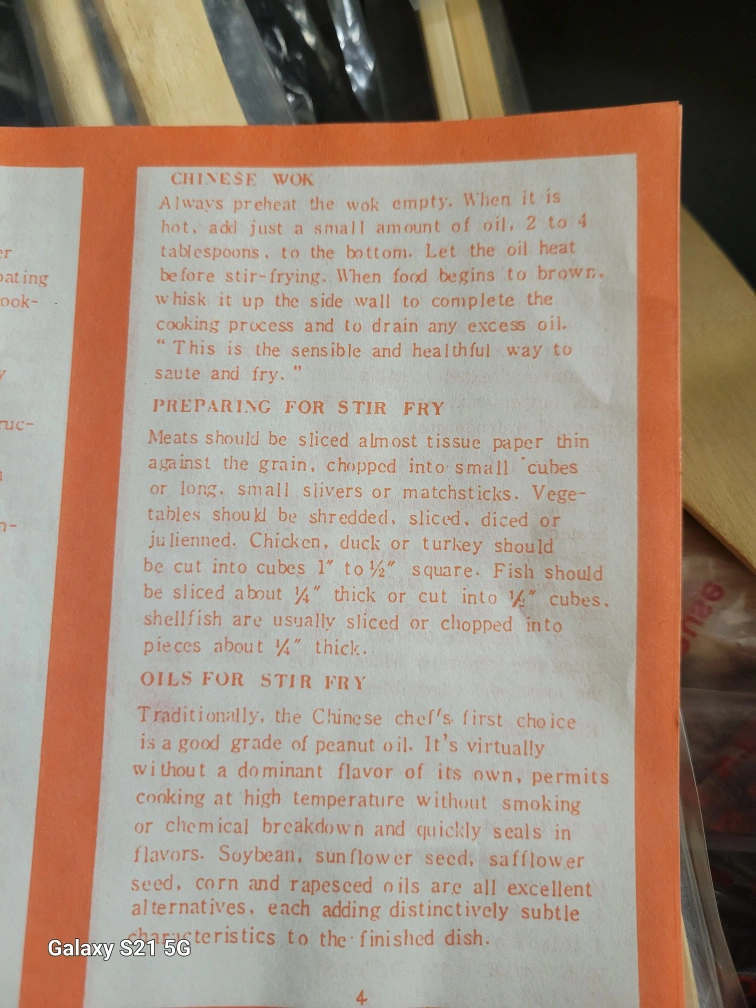 er
oating
ook-
y
ruc-
n-
CHINESE WOK
Always preheat the wok empty. When it is
hot, add just a small amount of oil, 2 to 4
tablespoons, to the bottom. Let the oil heat
before stir-frying. When food begins to brown,
whisk it up the side wall to complete the
cooking process and to drain any excess oil.
“ This is the sensible and healthful way to
saute and fry. ”
PREPARING FOR STIR FRY
Meats should be sliced almost tissue paper thin
against the grain, chopped into small cubes
or long, small slivers or matchsticks. Vege-
tables should be shredded, sliced, diced or
julienned. Chicken, duck or turkey should
be cut into cubes 1″ to ½″ square. Fish should
be sliced about ¼″ thick or cut into ¼″ cubes,
shellfish are usually sliced or chopped into
pieces about ¼″ thick.
OILS FOR STIR FRY
Traditionally, the Chinese chef's first choice
is a good grade of peanut oil. It's virtually
without a dominant flavor of its own, permits
cooking at high temperature without smoking
or chemical breakdown and quickly seals in
flavors. Soybean, sunflower seed, safflower
seed, corn and rapeseed oils are all excellent
alternatives, each adding distinctively subtle
characteristics to the finished dish.
4
Galaxy S21 5G